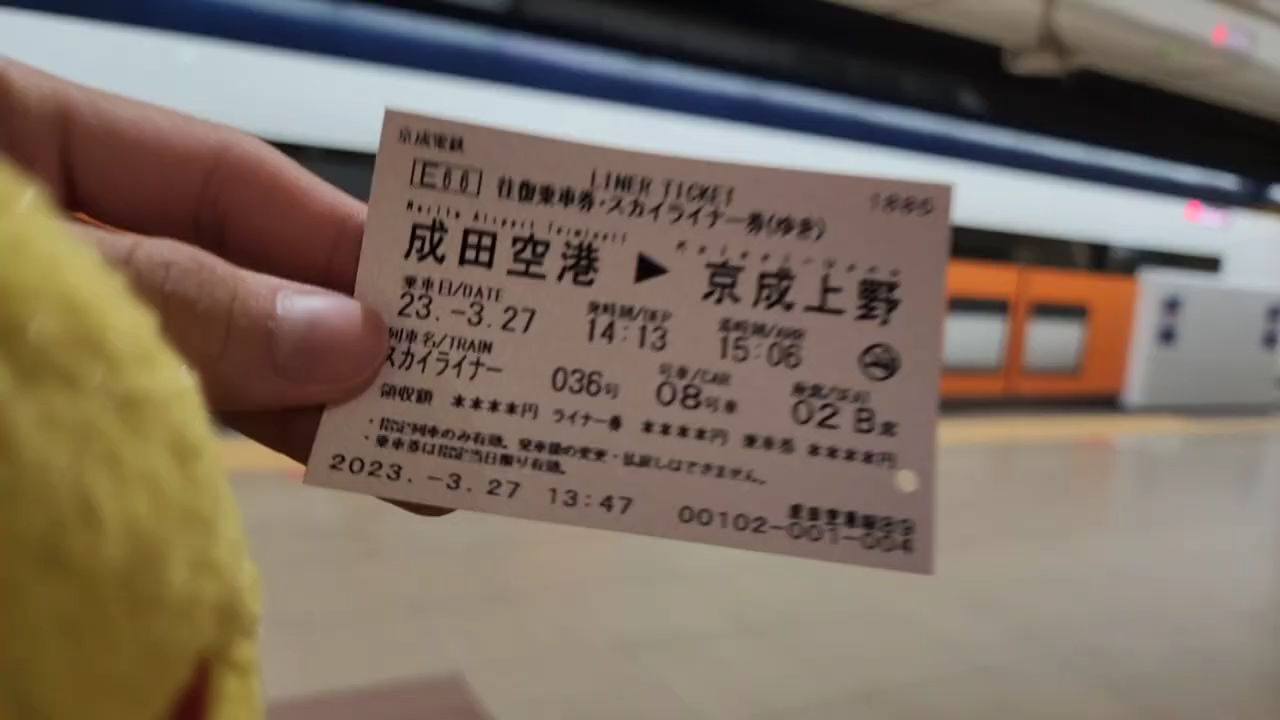 京成電鉄
LINER TICKET
1885
E66 往復乗車券・スカイライナー券(ゆき)
Narita Airport Terminal1
Keisei-Ueno
成田空港 ▶ 京成上野
乗車日/DATE 発時刻/DEP 着時刻/ARR
23.-3.27 14:13 15:06
列車名/TRAIN 号車/CAR 座席/SEAT
スカイライナー 036号 08号車 02 B席
領収額 ****円 ライナー券 ****円 乗車券 ****円
・指定列車のみ有効。発車後の変更・払戻しはできません。
・乗車券は指定当日限り有効。
2023.-3.27 13:47 00102-001-004